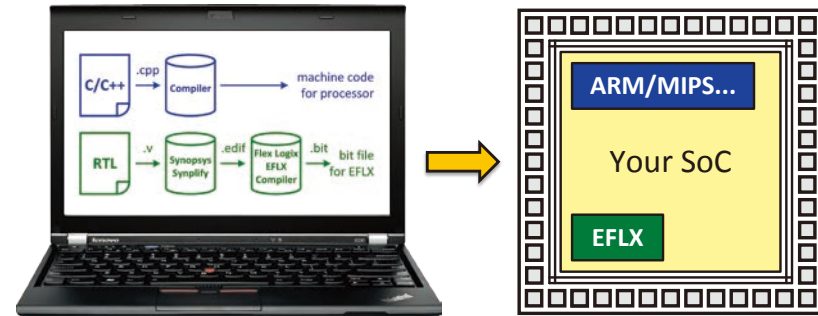 C/C++
.cpp
Compiler
machine code
for processor
RTL
.v
Synopsys
Synplify
.edif
Flex Logix
EFLX
Compiler
.bit
bit file
for EFLX
lenovo
ARM/MIPS...
Your SoC
EFLX